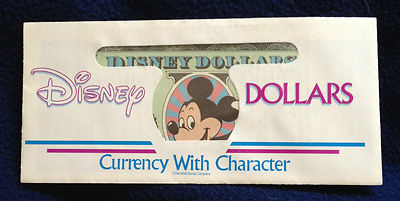 DISNEY DOLLARS
Disney DOLLARS
Currency With Character
©The Walt Disney Company